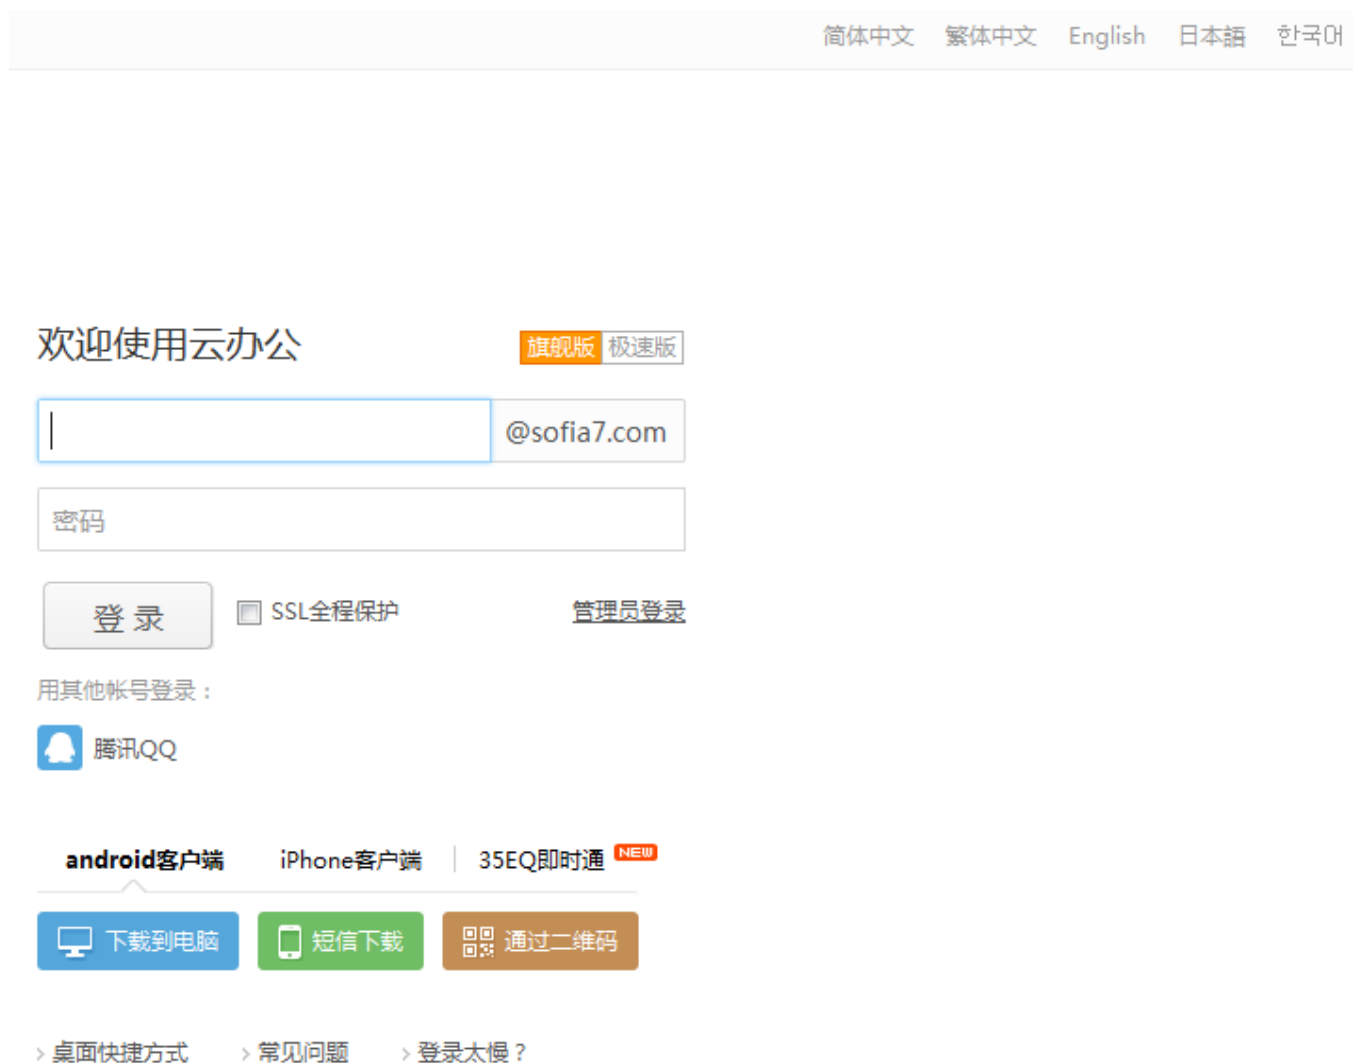 简体中文 繁体中文 English 日本語 한국어
欢迎使用云办公 旗舰版 极速版
@sofia7.com
密码
登 录 SSL全程保护 管理员登录
用其他帐号登录：
腾讯QQ
android客户端 iPhone客户端 35EQ即时通 NEW
下载到电脑 短信下载 通过二维码
桌面快捷方式 常见问题 登录太慢？